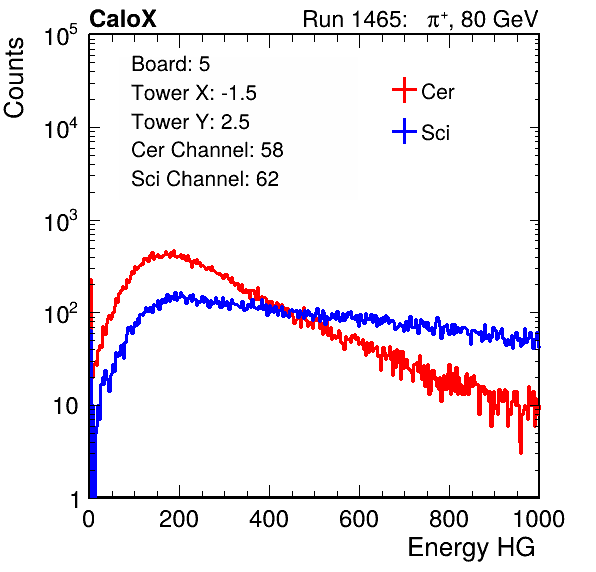 CaloX Run 1465: π⁺, 80 GeV
Counts
10⁵
10⁴
10³
10²
10
1
Board: 5
Tower X: -1.5
Tower Y: 2.5
Cer Channel: 58
Sci Channel: 62
Cer
Sci
0 200 400 600 800 1000
Energy HG